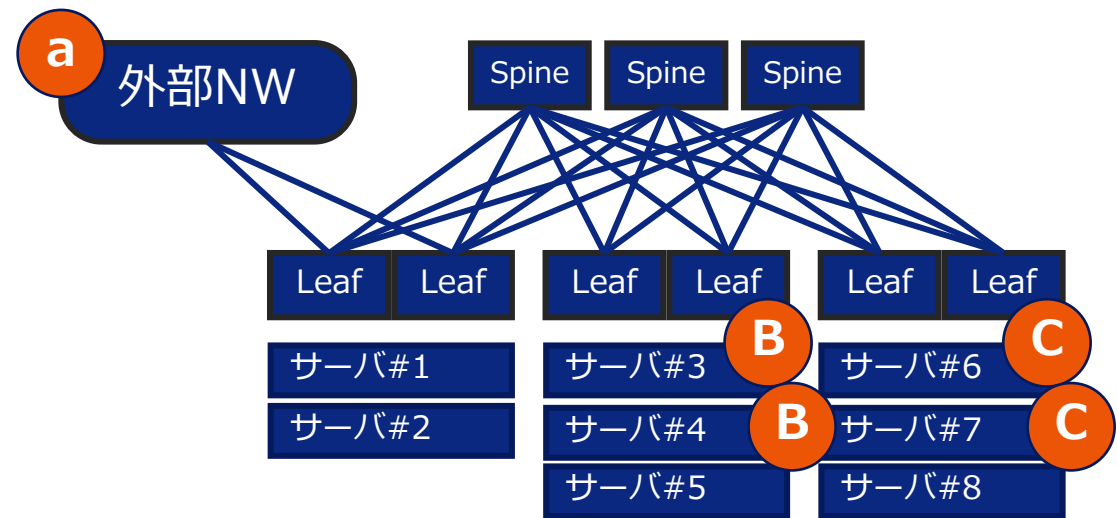 a
外部NW
Spine Spine Spine
Leaf Leaf Leaf Leaf Leaf Leaf
B C
サーバ#1 サーバ#3 サーバ#6
B C
サーバ#2 サーバ#4 サーバ#7
サーバ#5 サーバ#8